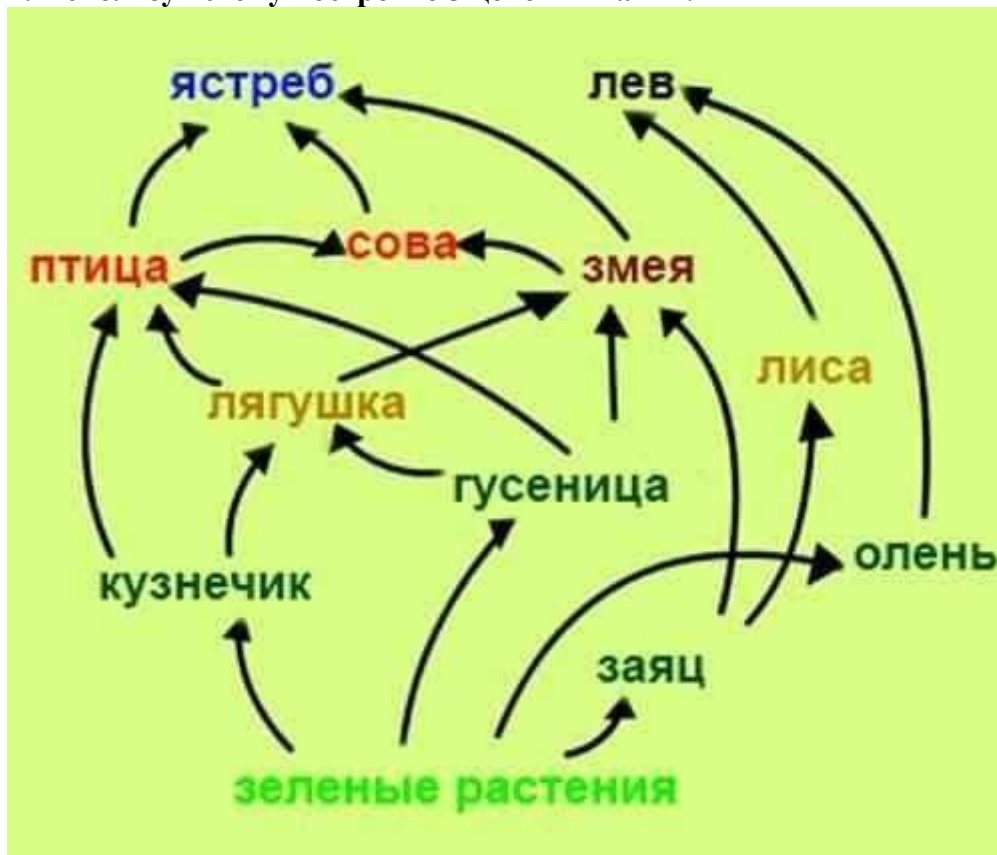 ястреб
лев
птица
сова
змея
лиса
лягушка
гусеница
олень
кузнечик
заяц
зеленые растения